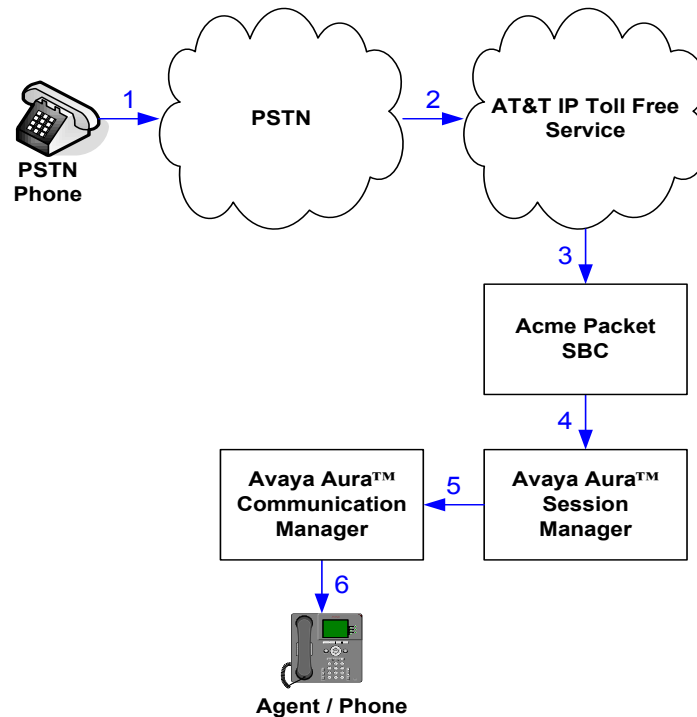 1
2
PSTN
AT&T IP Toll Free
Service
PSTN
Phone
3
Acme Packet
SBC
4
Avaya Aura™
Communication
Manager
5
Avaya Aura™
Session
Manager
6
Agent / Phone